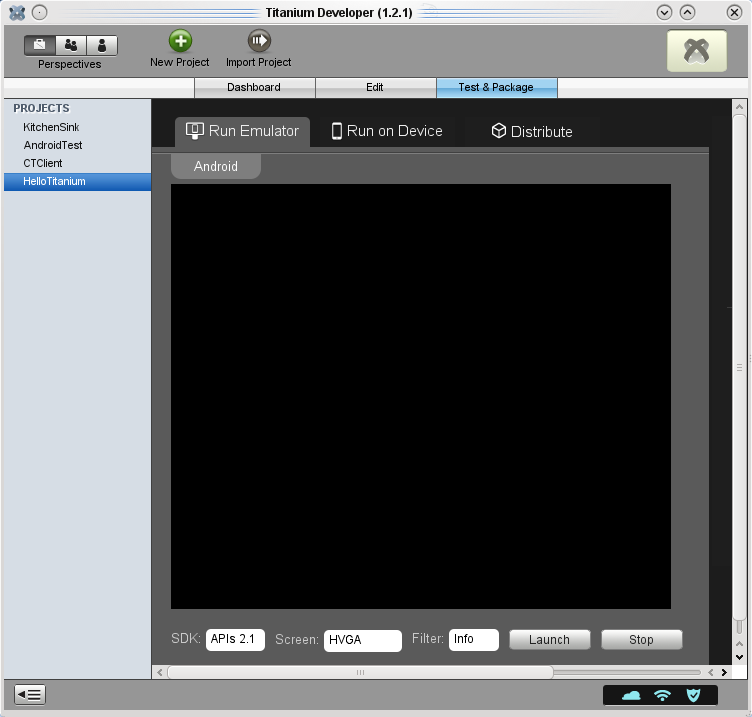 Titanium Developer (1.2.1)
Perspectives
New Project
Import Project
Dashboard
Edit
Test & Package
PROJECTS
KitchenSink
AndroidTest
CTClient
HelloTitanium
Run Emulator
Run on Device
Distribute
Android
SDK: APIs 2.1 Screen: HVGA Filter: Info Launch Stop